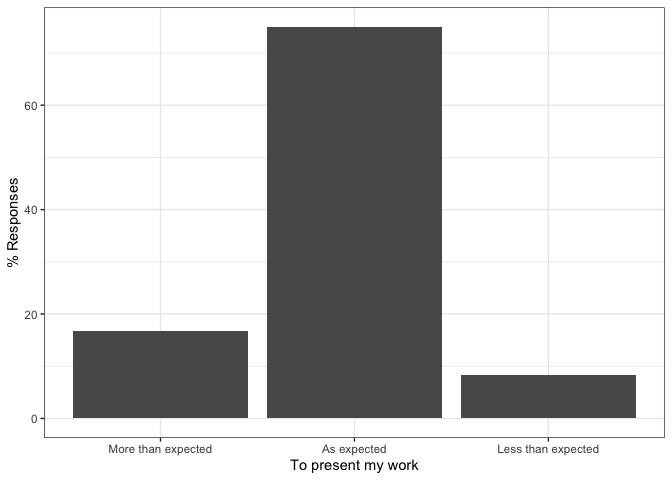 60
40
20
0
% Responses
More than expected As expected Less than expected
To present my work